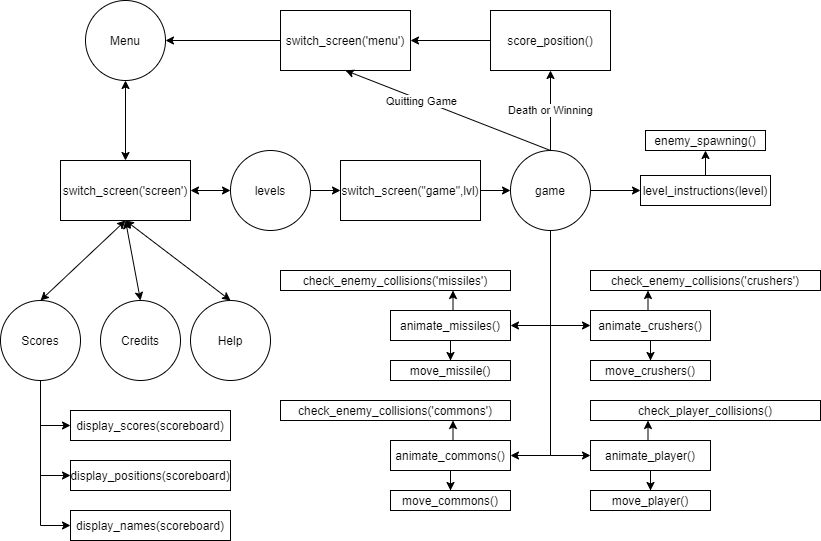 Menu
switch_screen('menu')
score_position()
Quitting Game
Death or Winning
enemy_spawning()
switch_screen('screen')
levels
switch_screen("game",lvl)
game
level_instructions(level)
check_enemy_collisions('missiles')
check_enemy_collisions('crushers')
animate_missiles()
animate_crushers()
Scores
Credits
Help
move_missile()
move_crushers()
check_enemy_collisions('commons')
check_player_collisions()
display_scores(scoreboard)
animate_commons()
animate_player()
display_positions(scoreboard)
move_commons()
move_player()
display_names(scoreboard)